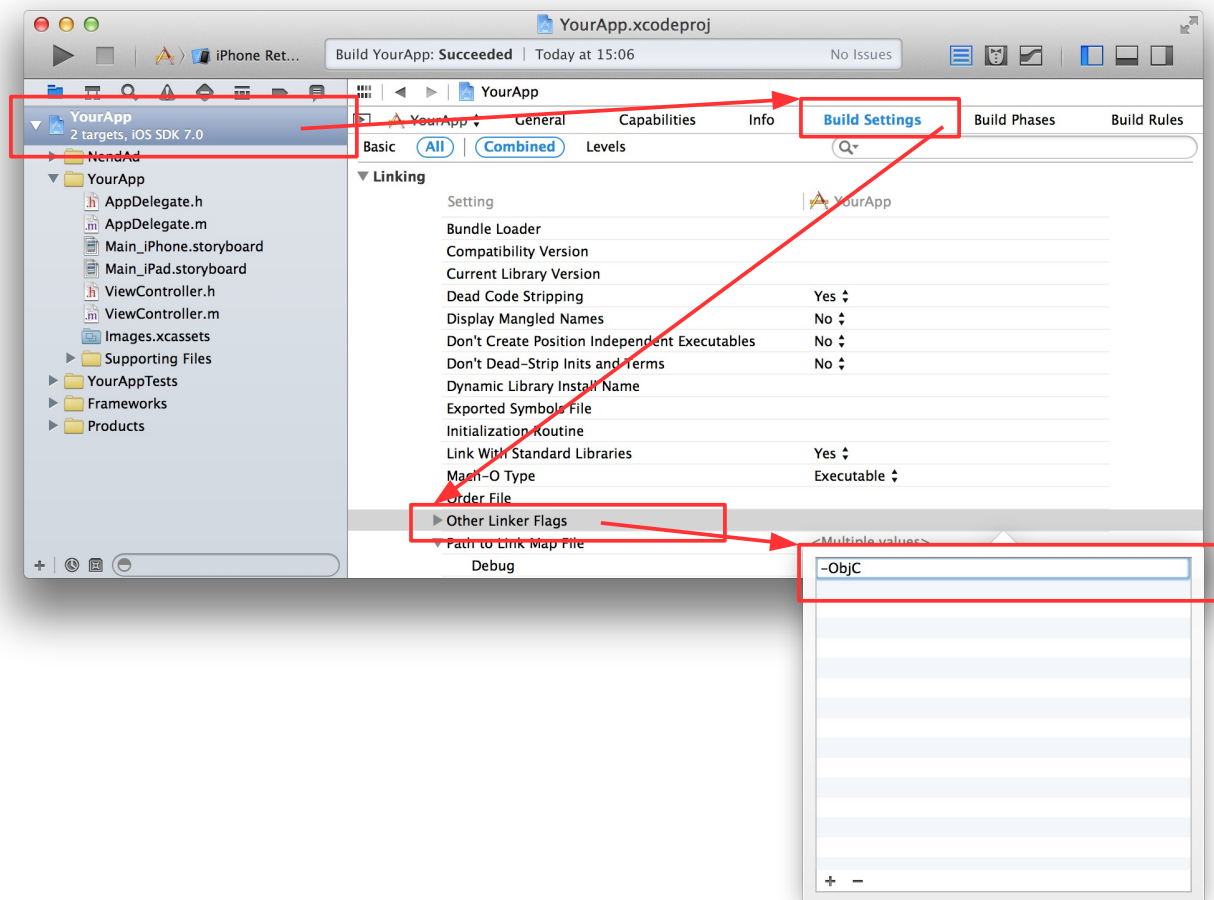 YourApp.xcodeproj
iPhone Ret...
Build YourApp: Succeeded | Today at 15:06
No Issues
YourApp
2 targets, iOS SDK 7.0
NendAd
YourApp
AppDelegate.h
AppDelegate.m
Main_iPhone.storyboard
Main_iPad.storyboard
ViewController.h
ViewController.m
Images.xcassets
Supporting Files
YourAppTests
Frameworks
Products
YourApp
YourApp General Capabilities Info Build Settings Build Phases Build Rules
Basic All Combined Levels
Linking
Setting YourApp
Bundle Loader
Compatibility Version
Current Library Version
Dead Code Stripping Yes
Display Mangled Names No
Don't Create Position Independent Executables No
Don't Dead-Strip Inits and Terms No
Dynamic Library Install Name
Exported Symbols File
Initialization Routine
Link With Standard Libraries Yes
Mach-O Type Executable
Order File
Other Linker Flags
Path to Link Map File <Multiple values>
Debug
-ObjC